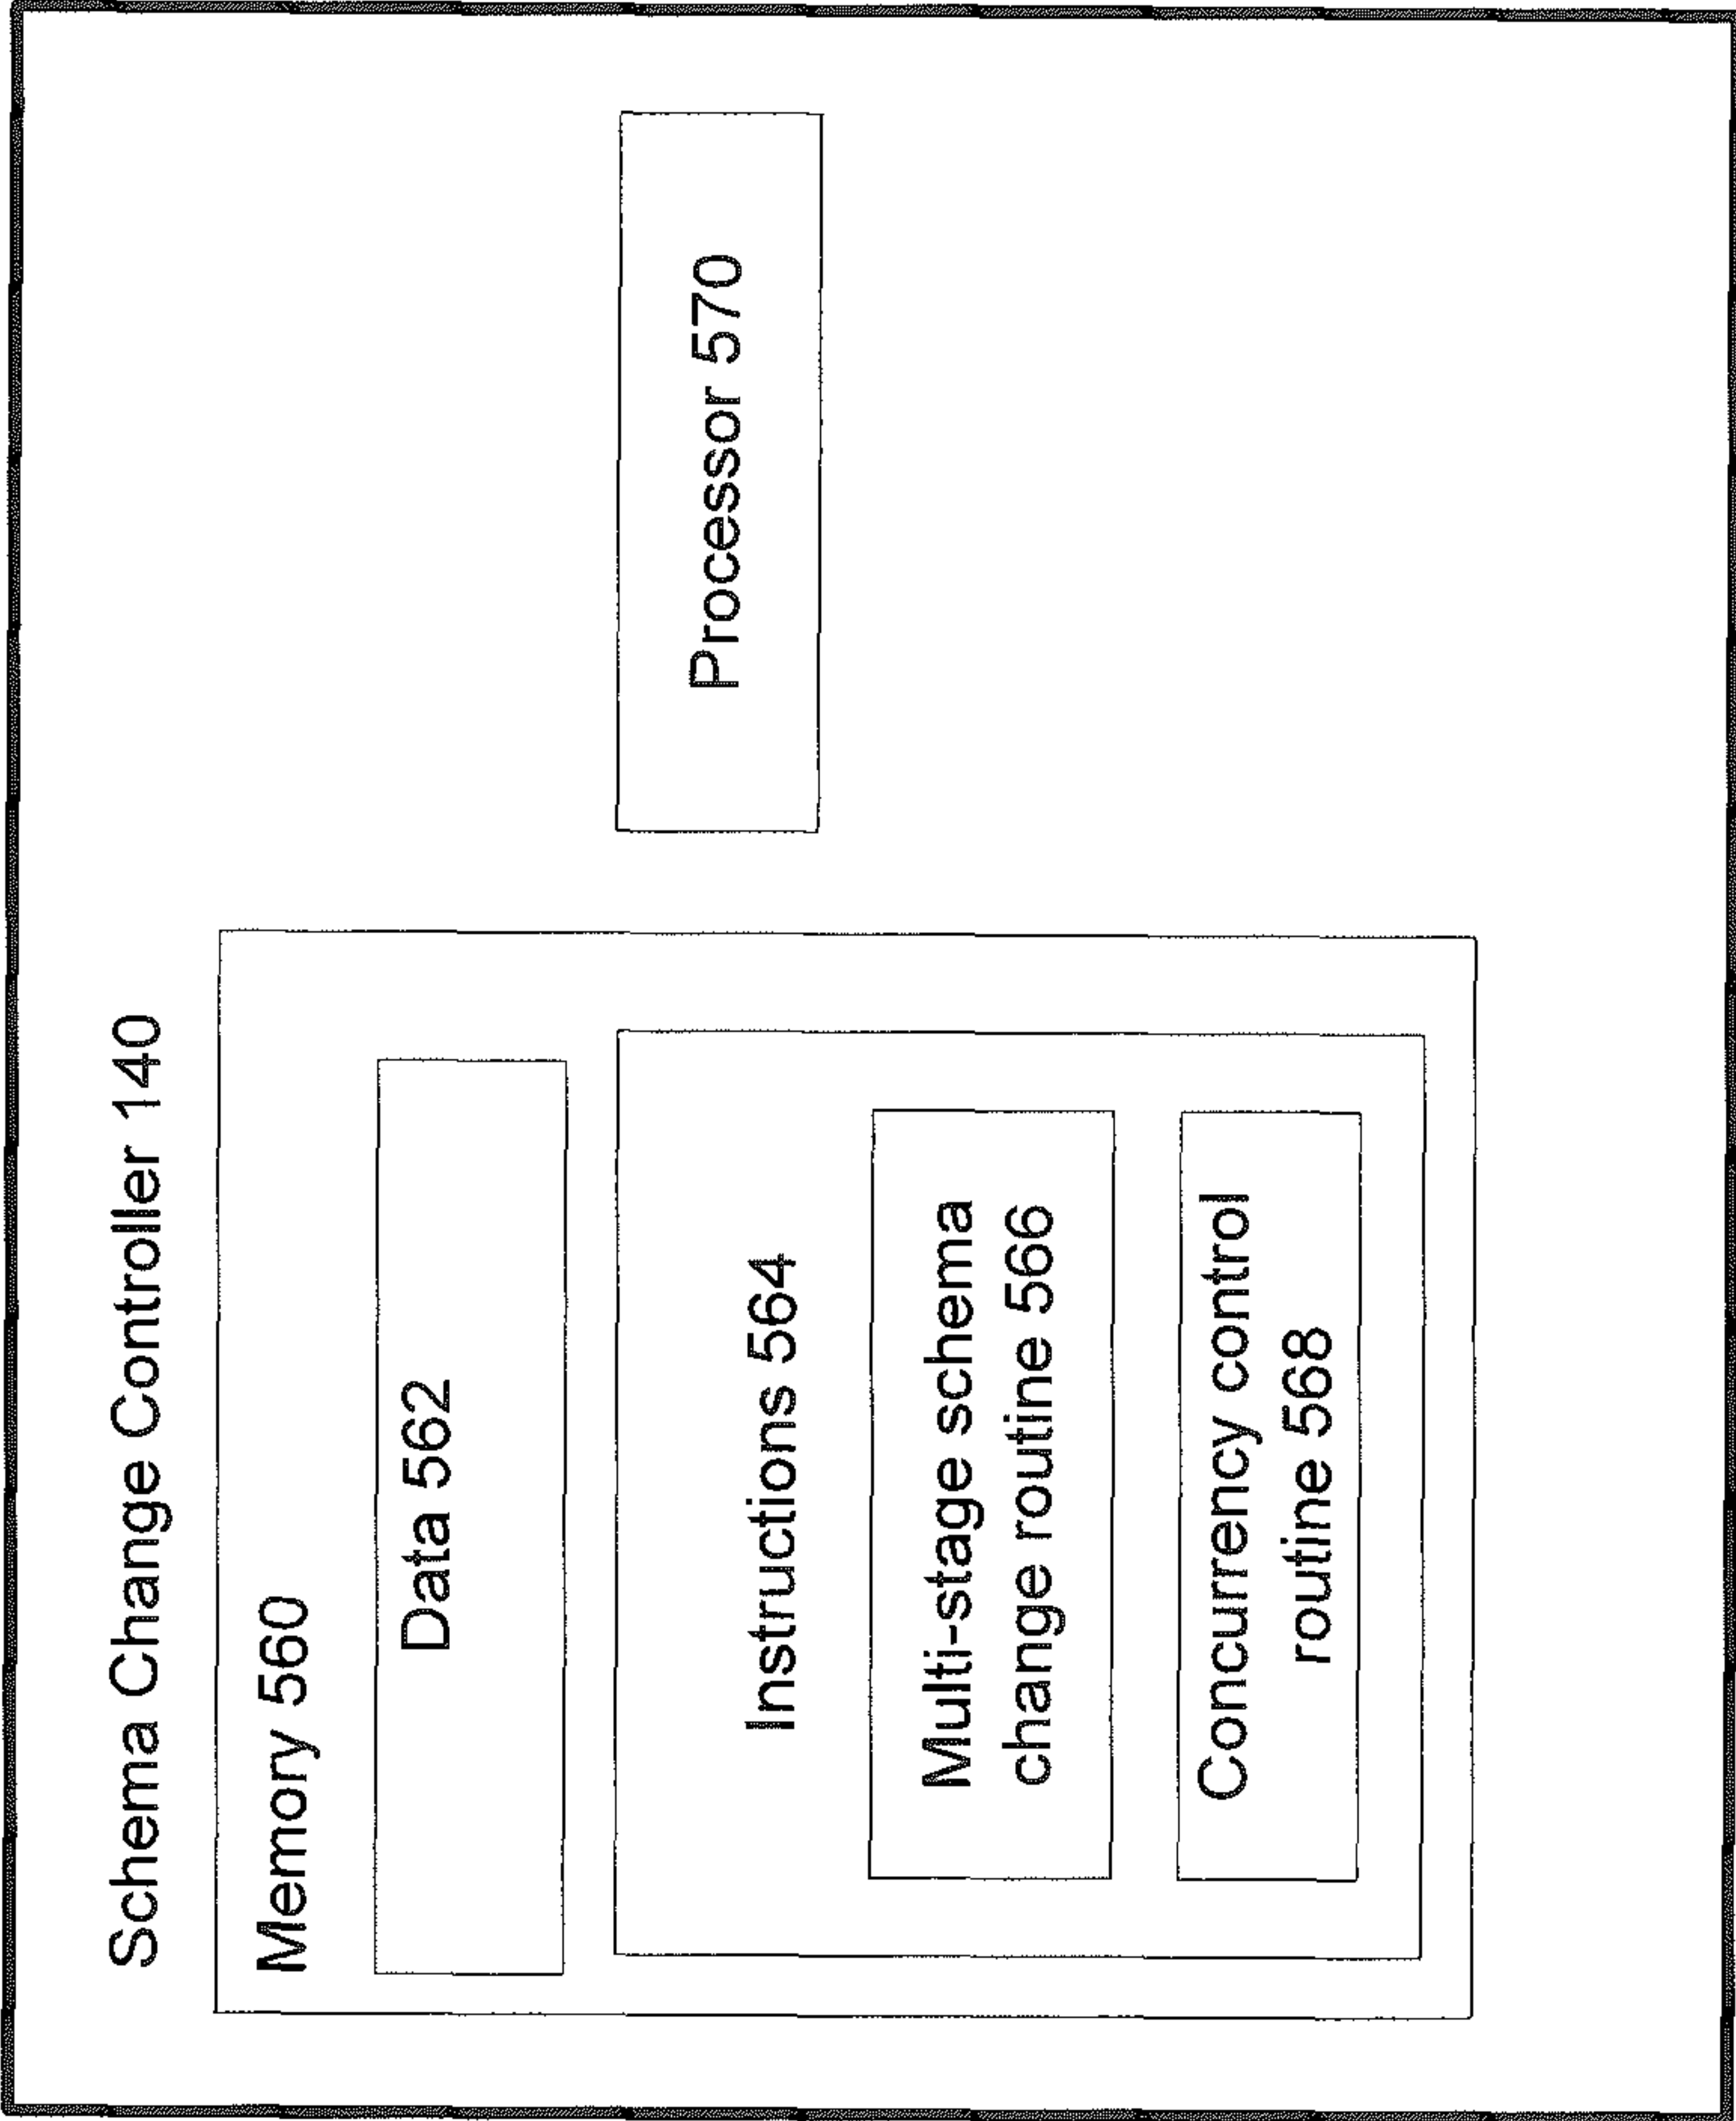 Schema Change Controller 140
Memory 560
Data 562
Instructions 564
Multi-stage schema
change routine 566
Concurrency control
routine 568
Processor 570